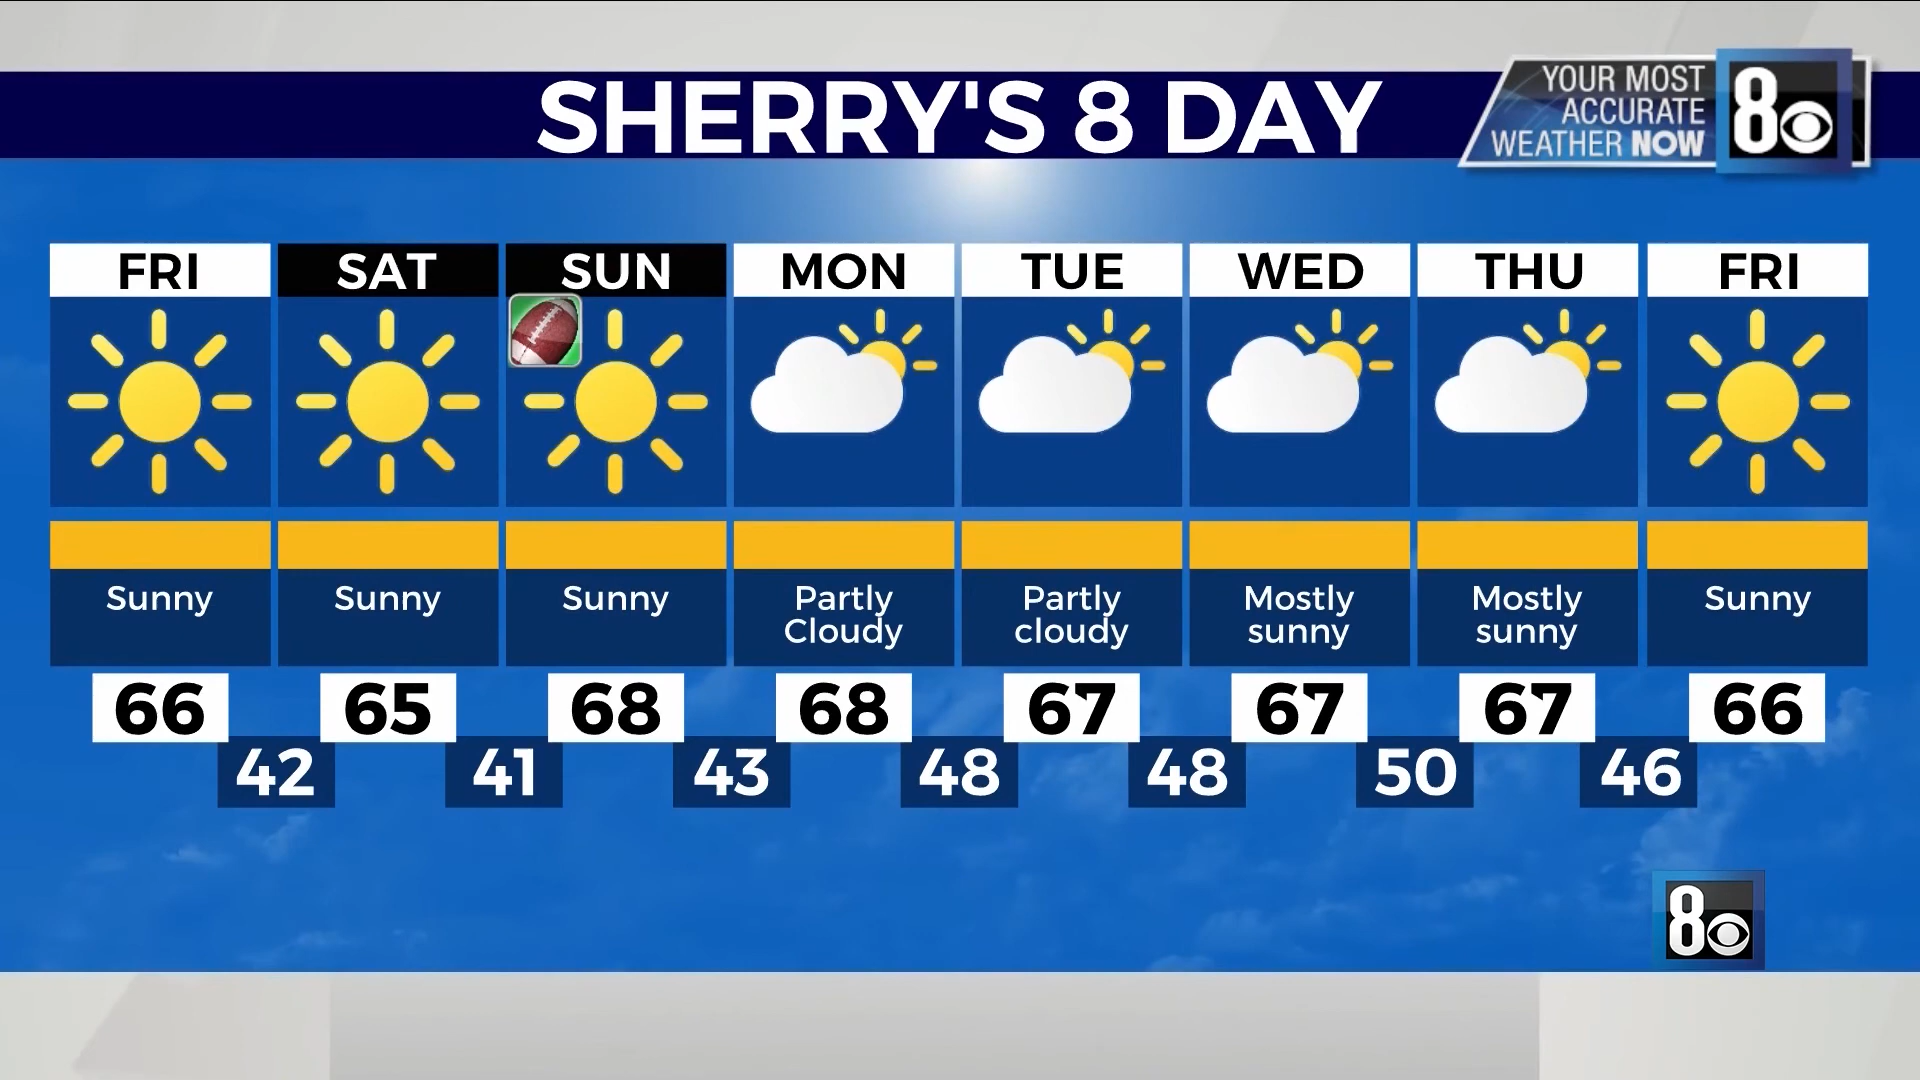 SHERRY'S 8 DAY
YOUR MOST
ACCURATE
WEATHER NOW
8
FRI SAT SUN MON TUE WED THU FRI
Sunny Sunny Sunny Partly Cloudy Partly cloudy Mostly sunny Mostly sunny Sunny
66 65 68 68 67 67 67 66
42 41 43 48 48 50 46
8